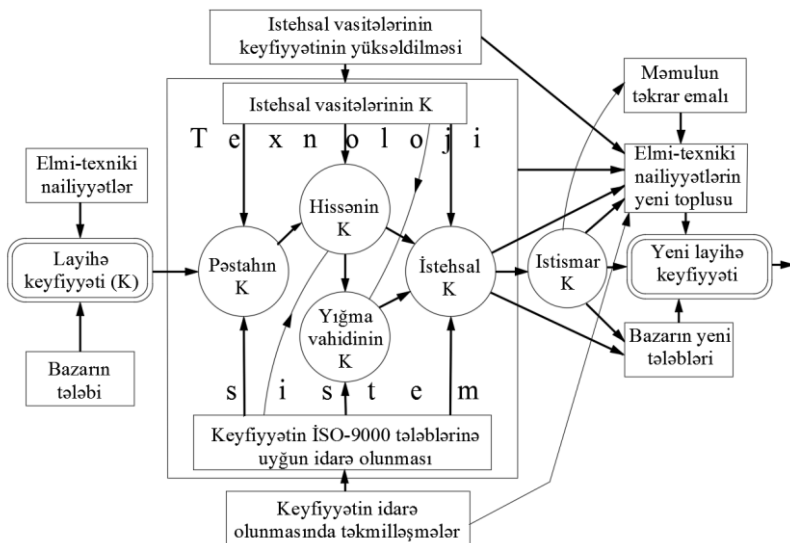 Istehsal vasitələrinin
keyfiyyətinin yüksəldilməsi
Məmulun
təkrar emalı
Istehsal vasitələrinin K
T e x n o l o j i
Elmi-texniki
nailiyyətlər
Elmi-texniki
nailiyyətlərin
yeni toplusu
Hissənin
K
Layihə
keyfiyyəti (K)
Pəstahın
K
İstehsal
K
Istismar
K
Yeni layihə
keyfiyyəti
Yığma
vahidinin
K
Bazarın
tələbi
Bazarın yeni
tələbləri
s i s t e m
Keyfiyyətin İSO-9000 tələblərinə
uyğun idarə olunması
Keyfiyyətin idarə
olunmasında təkmilləşmələr